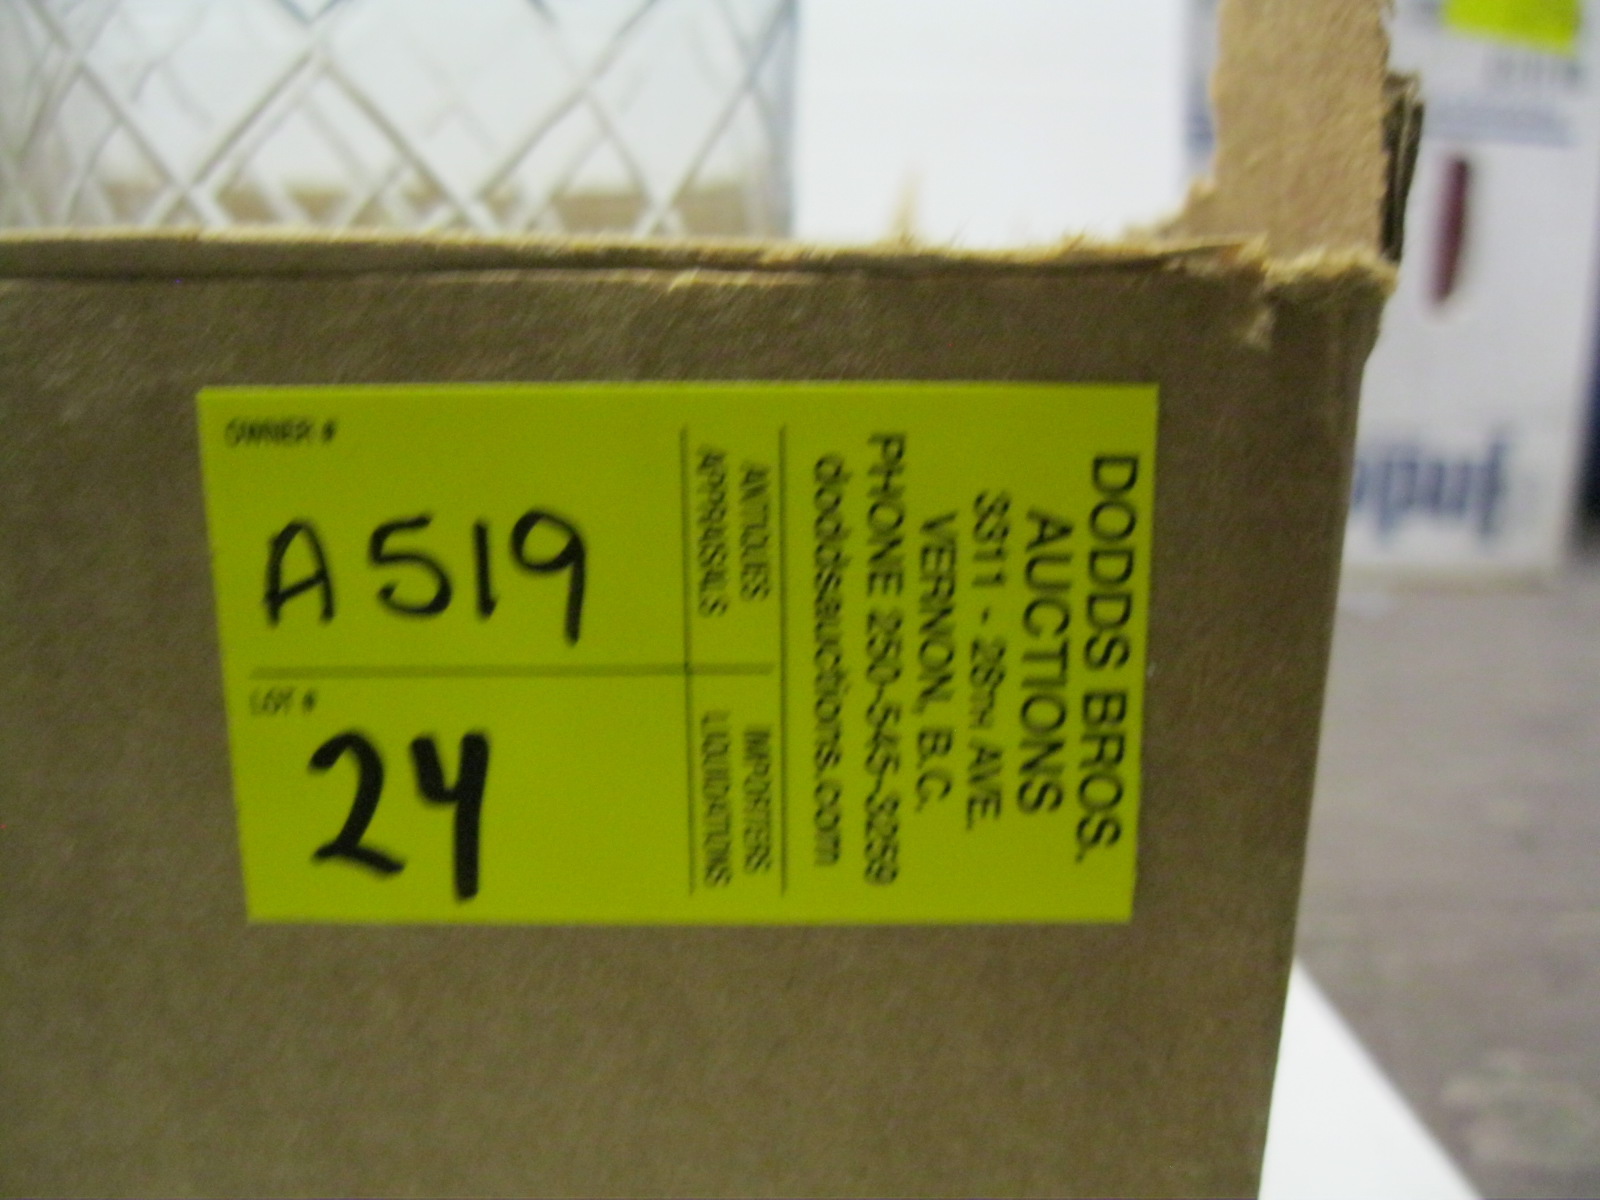 OWNER #
A519
LOT #
24
ANTIQUES
APPRAISALS
IMPORTERS
LIQUIDATIONS
DODDS BROS.
AUCTIONS
3311 - 28TH AVE.
VERNON, B.C.
PHONE 250-545-3259
doddsauctions.com